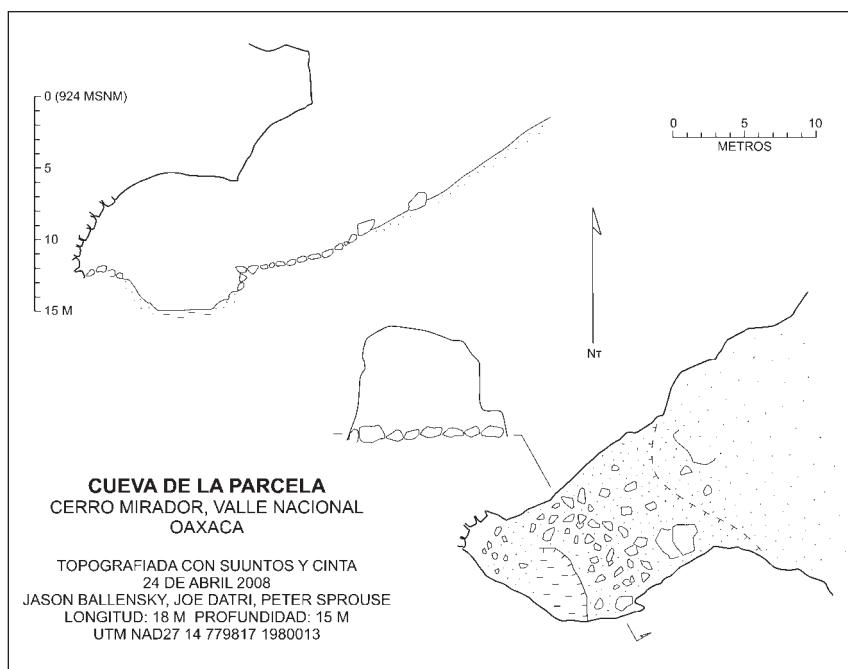 0 (924 MSNM)
5
10
15 M
0 5 10
METROS
NT
CUEVA DE LA PARCELA
CERRO MIRADOR, VALLE NACIONAL
OAXACA
TOPOGRAFIADA CON SUUNTOS Y CINTA
24 DE ABRIL 2008
JASON BALLENSKY, JOE DATRI, PETER SPROUSE
LONGITUD: 18 M PROFUNDIDAD: 15 M
UTM NAD27 14 779817 1980013